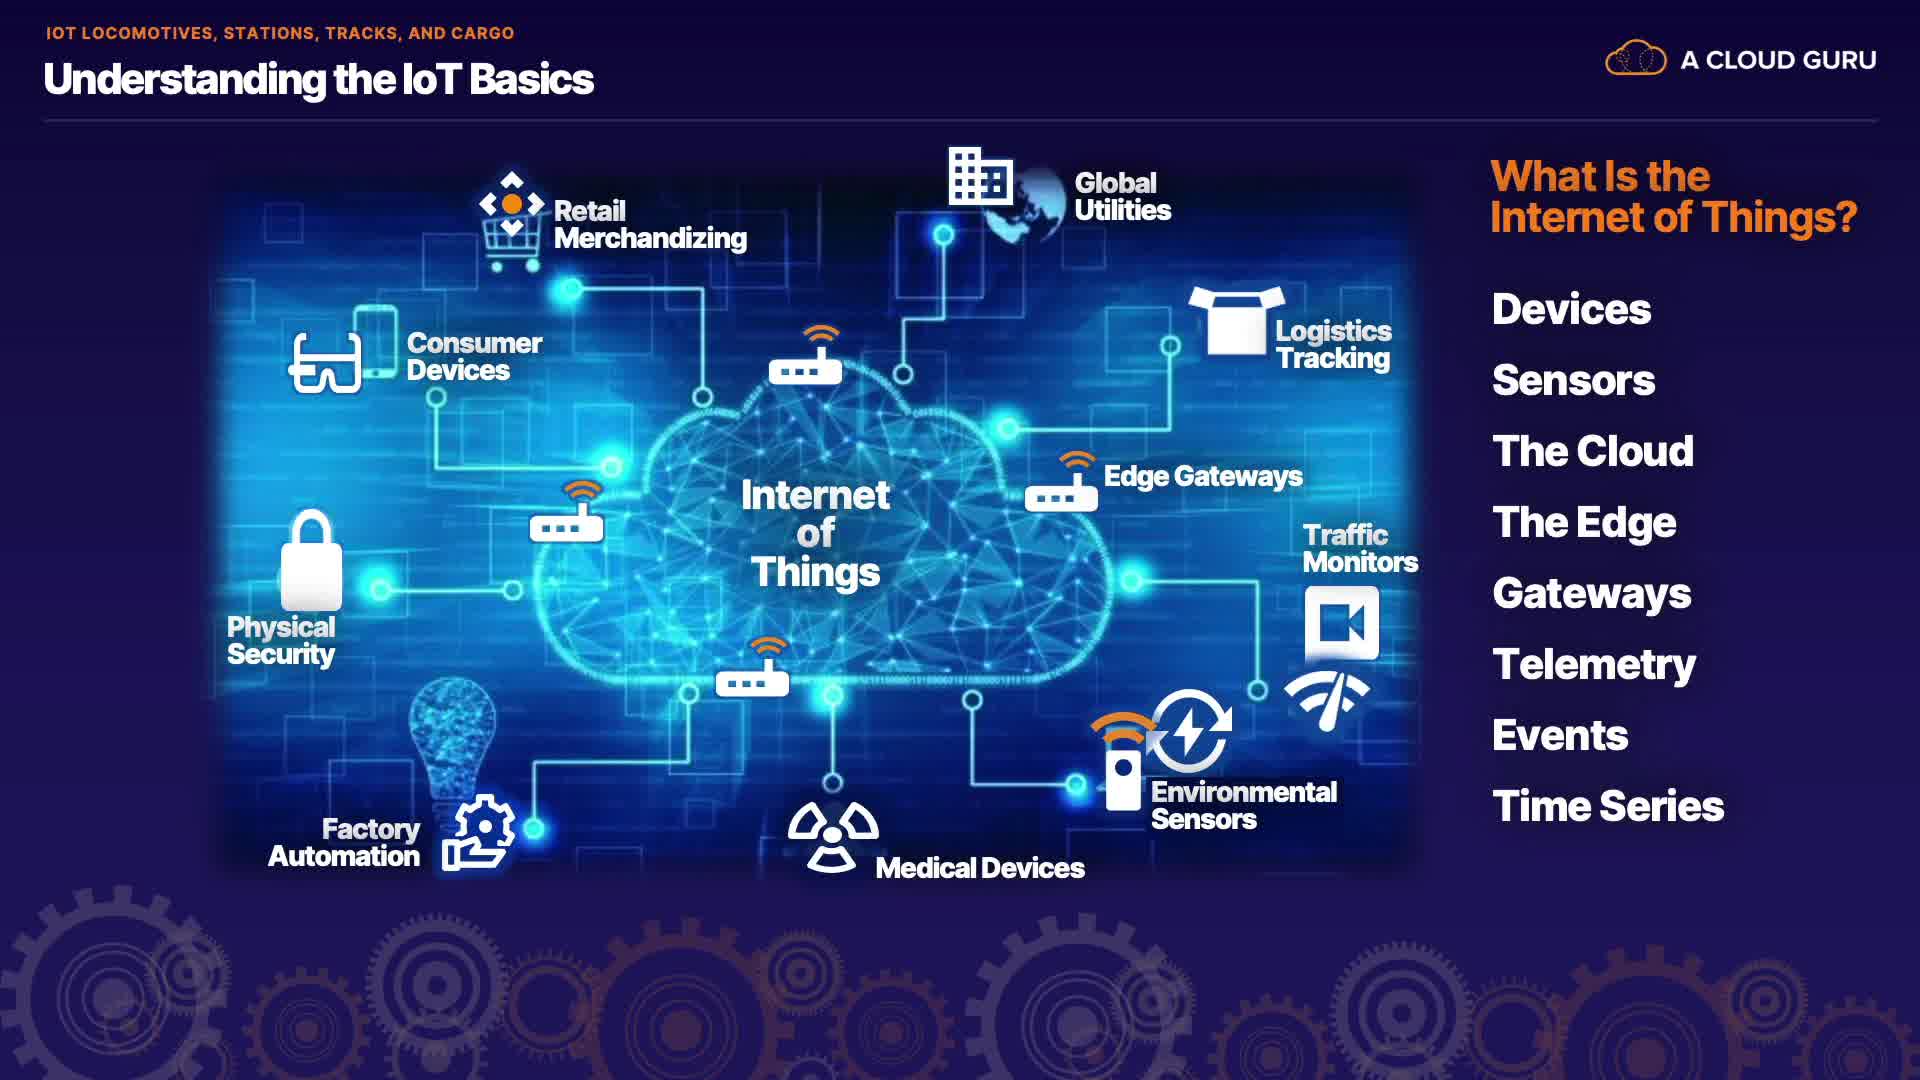 IOT LOCOMOTIVES, STATIONS, TRACKS, AND CARGO
Understanding the IoT Basics
A CLOUD GURU
Retail
Merchandizing
Global
Utilities
Consumer
Devices
Logistics
Tracking
Internet
of
Things
Edge Gateways
Traffic
Monitors
Physical
Security
Environmental
Sensors
Factory
Automation
Medical Devices
What Is the
Internet of Things?
Devices
Sensors
The Cloud
The Edge
Gateways
Telemetry
Events
Time Series